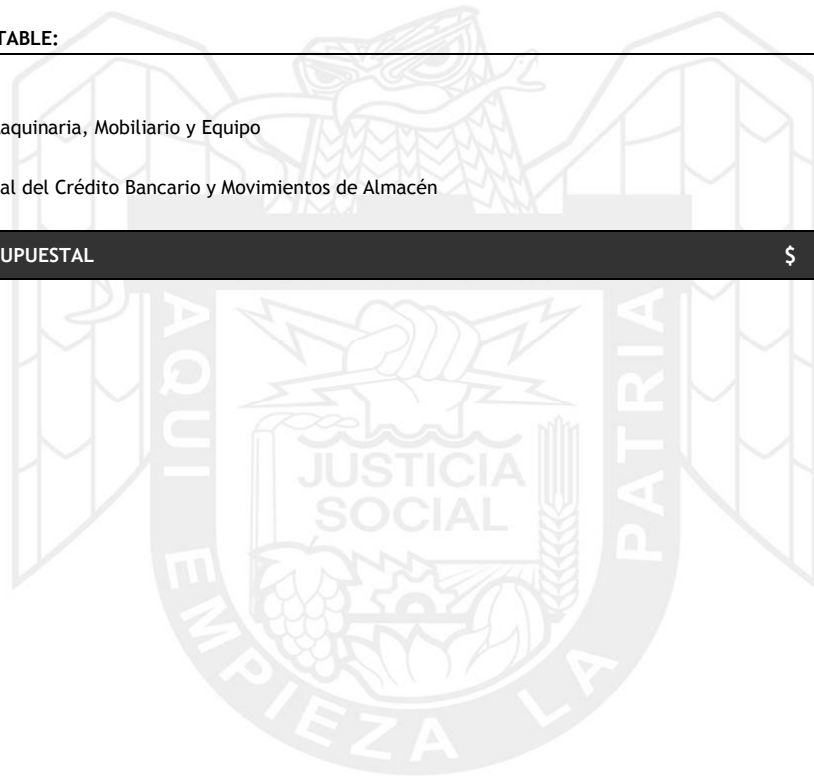 TABLE:
aquinaria, Mobiliario y Equipo
al del Crédito Bancario y Movimientos de Almacén
UPUESTAL $
AQUI EMPIEZA LA PATRIA
JUSTICIA
SOCIAL